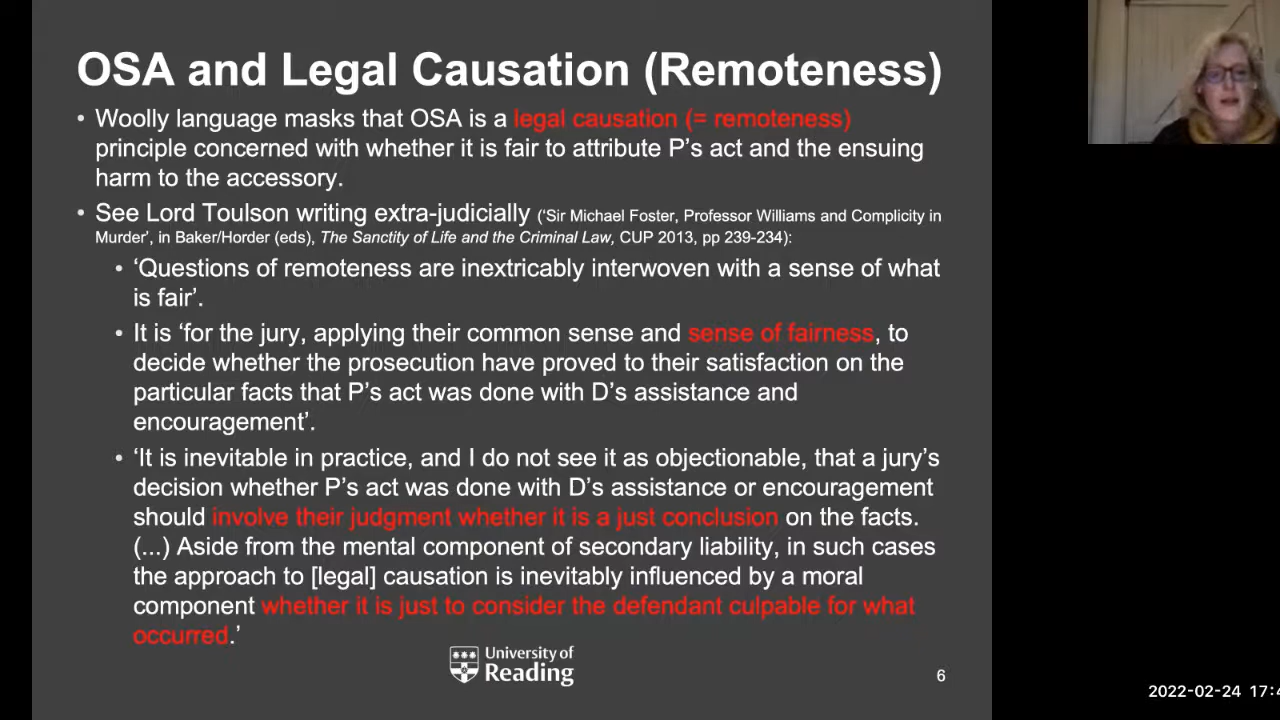 OSA and Legal Causation (Remoteness)
• Woolly language masks that OSA is a legal causation (= remoteness)
principle concerned with whether it is fair to attribute P's act and the ensuing
harm to the accessory.
• See Lord Toulson writing extra-judicially ('Sir Michael Foster, Professor Williams and Complicity in
Murder', in Baker/Horder (eds), The Sanctity of Life and the Criminal Law, CUP 2013, pp 239-234):
• 'Questions of remoteness are inextricably interwoven with a sense of what
is fair'.
• It is 'for the jury, applying their common sense and sense of fairness, to
decide whether the prosecution have proved to their satisfaction on the
particular facts that P's act was done with D's assistance and
encouragement'.
• 'It is inevitable in practice, and I do not see it as objectionable, that a jury's
decision whether P's act was done with D's assistance or encouragement
should involve their judgment whether it is a just conclusion on the facts.
(...) Aside from the mental component of secondary liability, in such cases
the approach to [legal] causation is inevitably influenced by a moral
component whether it is just to consider the defendant culpable for what
occurred.'
University of
Reading
6
2022-02-24 17:4